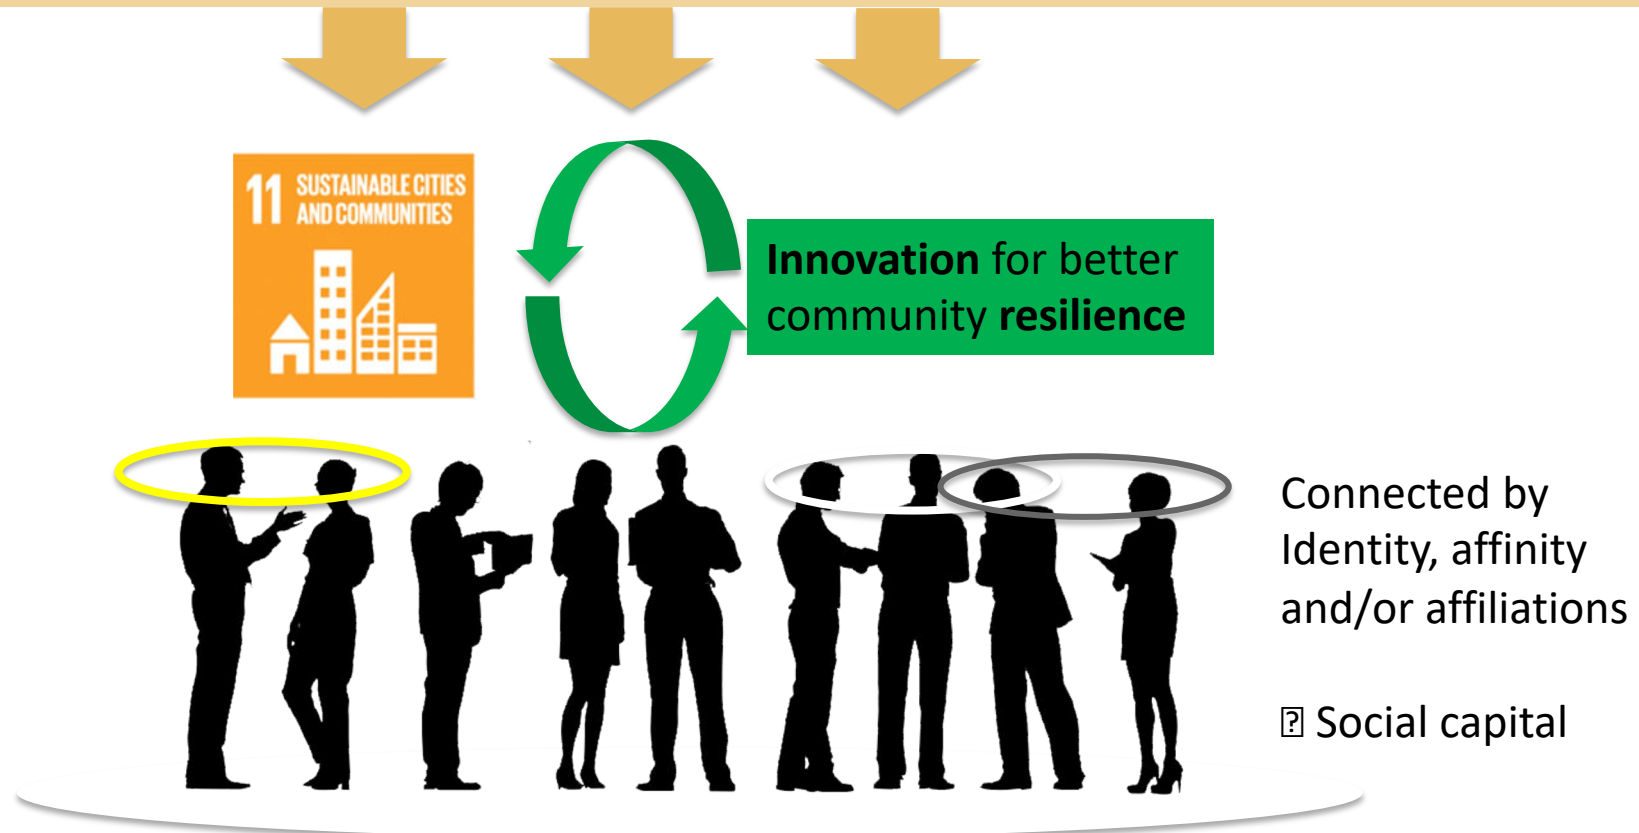 11 SUSTAINABLE CITIES
AND COMMUNITIES
Innovation for better
community resilience
Connected by
Identity, affinity
and/or affiliations
⍰ Social capital